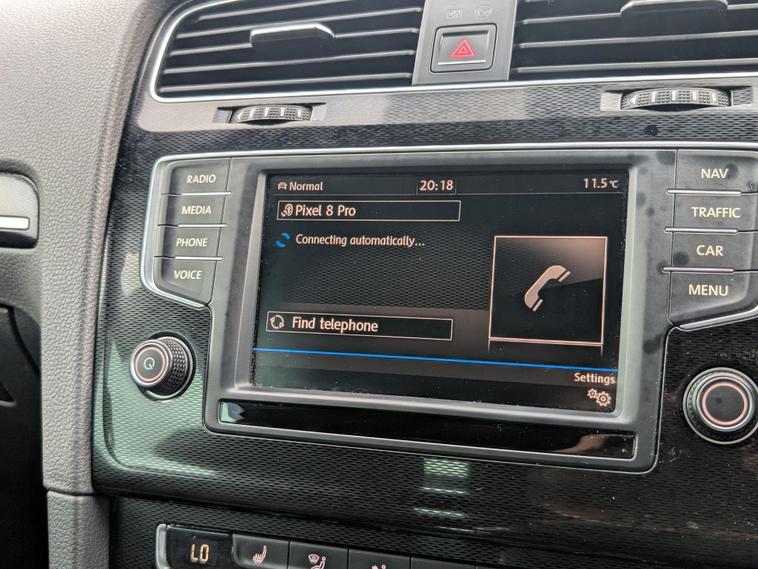 RADIO
MEDIA
PHONE
VOICE
Normal
20:18
11.5°C
Pixel 8 Pro
Connecting automatically...
Find telephone
Settings
NAV
TRAFFIC
CAR
MENU
LO